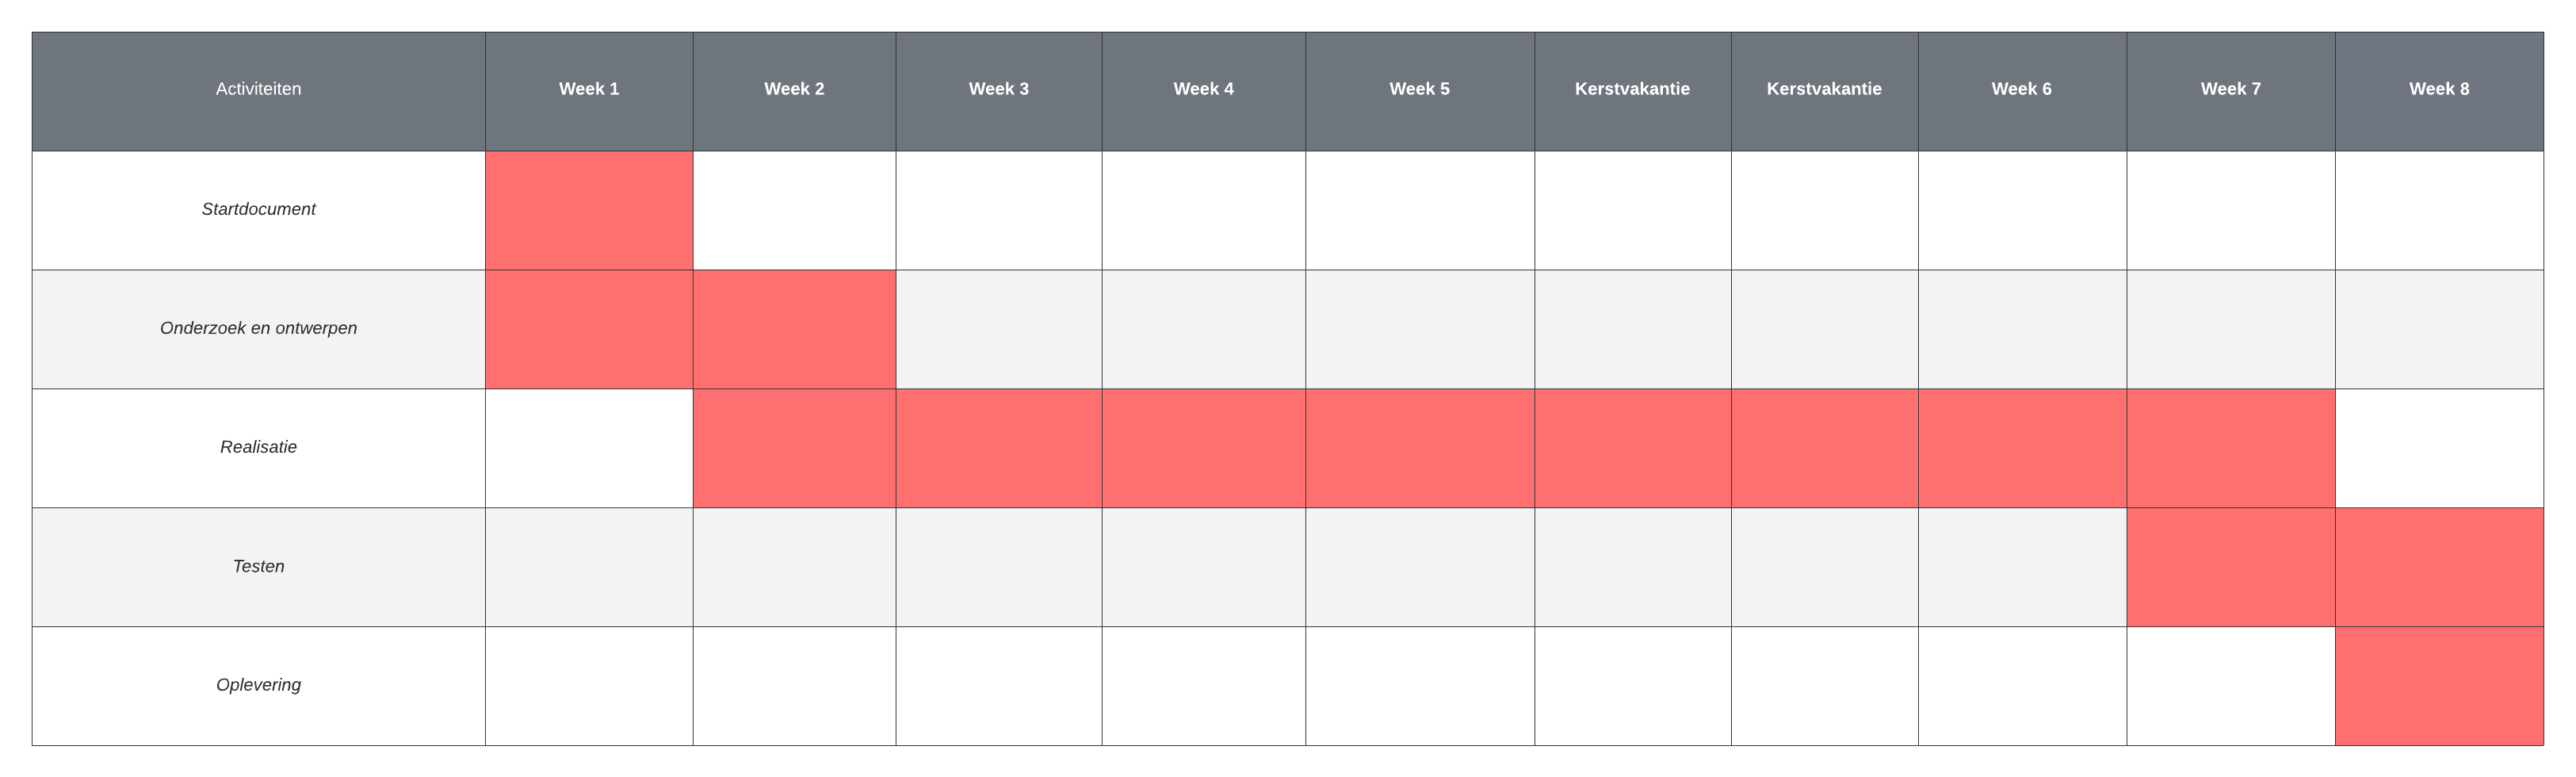 Activiteiten Week 1 Week 2 Week 3 Week 4 Week 5 Kerstvakantie Kerstvakantie Week 6 Week 7 Week 8
Startdocument
Onderzoek en ontwerpen
Realisatie
Testen
Oplevering